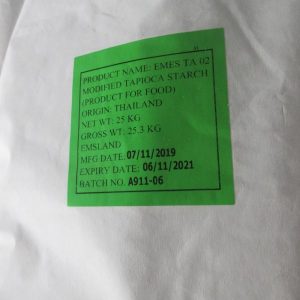 PRODUCT NAME: EMES TA 02
MODIFIED TAPIOCA STARCH
(PRODUCT FOR FOOD)
ORIGIN: THAILAND
NET WT: 25 KG
GROSS WT: 25.3 KG
EMSLAND
MFG DATE: 07/11/2019
EXPIRY DATE: 06/11/2021
BATCH NO. A911-06